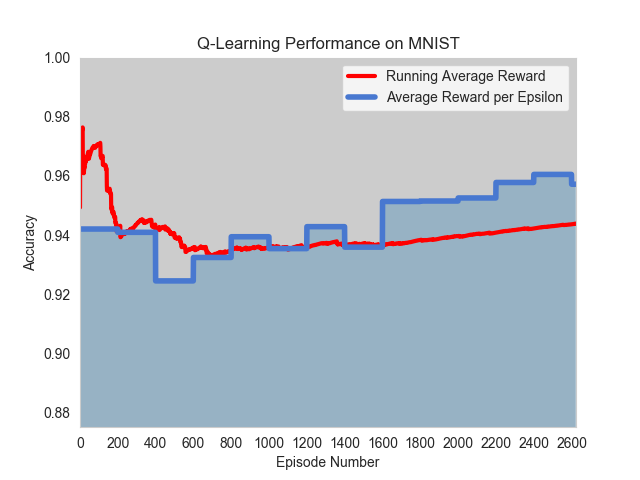 Q-Learning Performance on MNIST
1.00
0.98
0.96
0.94
0.92
0.90
0.88
Accuracy
Running Average Reward
Average Reward per Epsilon
0 200 400 600 800 1000 1200 1400 1600 1800 2000 2200 2400 2600
Episode Number